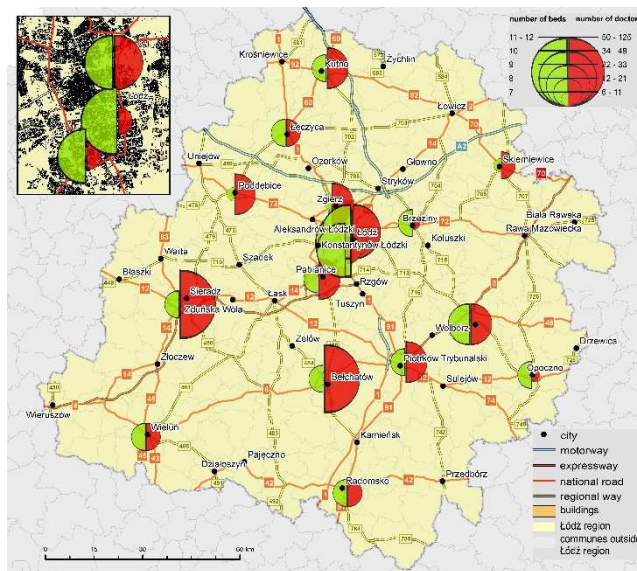 number of beds number of doctors
11 - 12 50 - 125
10 34 - 49
9 22 - 33
8 12 - 21
7 6 - 11
Łódź
Krośniewice
Kutno
Żychlin
Łowicz
Łęczyca
Uniejów
Ozorków
Głowno
Stryków
Skierniewice
Poddębice
Zgierz
Brzeziny
Biała Rawska
Rawa Mazowiecka
Aleksandrów Łódzki
Łódź
Konstantynów Łódzki
Koluszki
Warta
Szadek
Pabianice
Rzgów
Błaszki
Sieradz
Zduńska Wola
Łask
Tuszyn
Wolbórz
Drzewica
Zelów
Złoczew
Piotrków Trybunalski
Opoczno
Bełchatów
Sulejów
Wieruszów
Wieluń
Kamieńsk
Pajęczno
Działoszyn
Przedbórz
Radomsko
A2
city
motorway
expressway
national road
regional way
buildings
Łódź region
communes outside
Łódź region
0 15 30 60 km